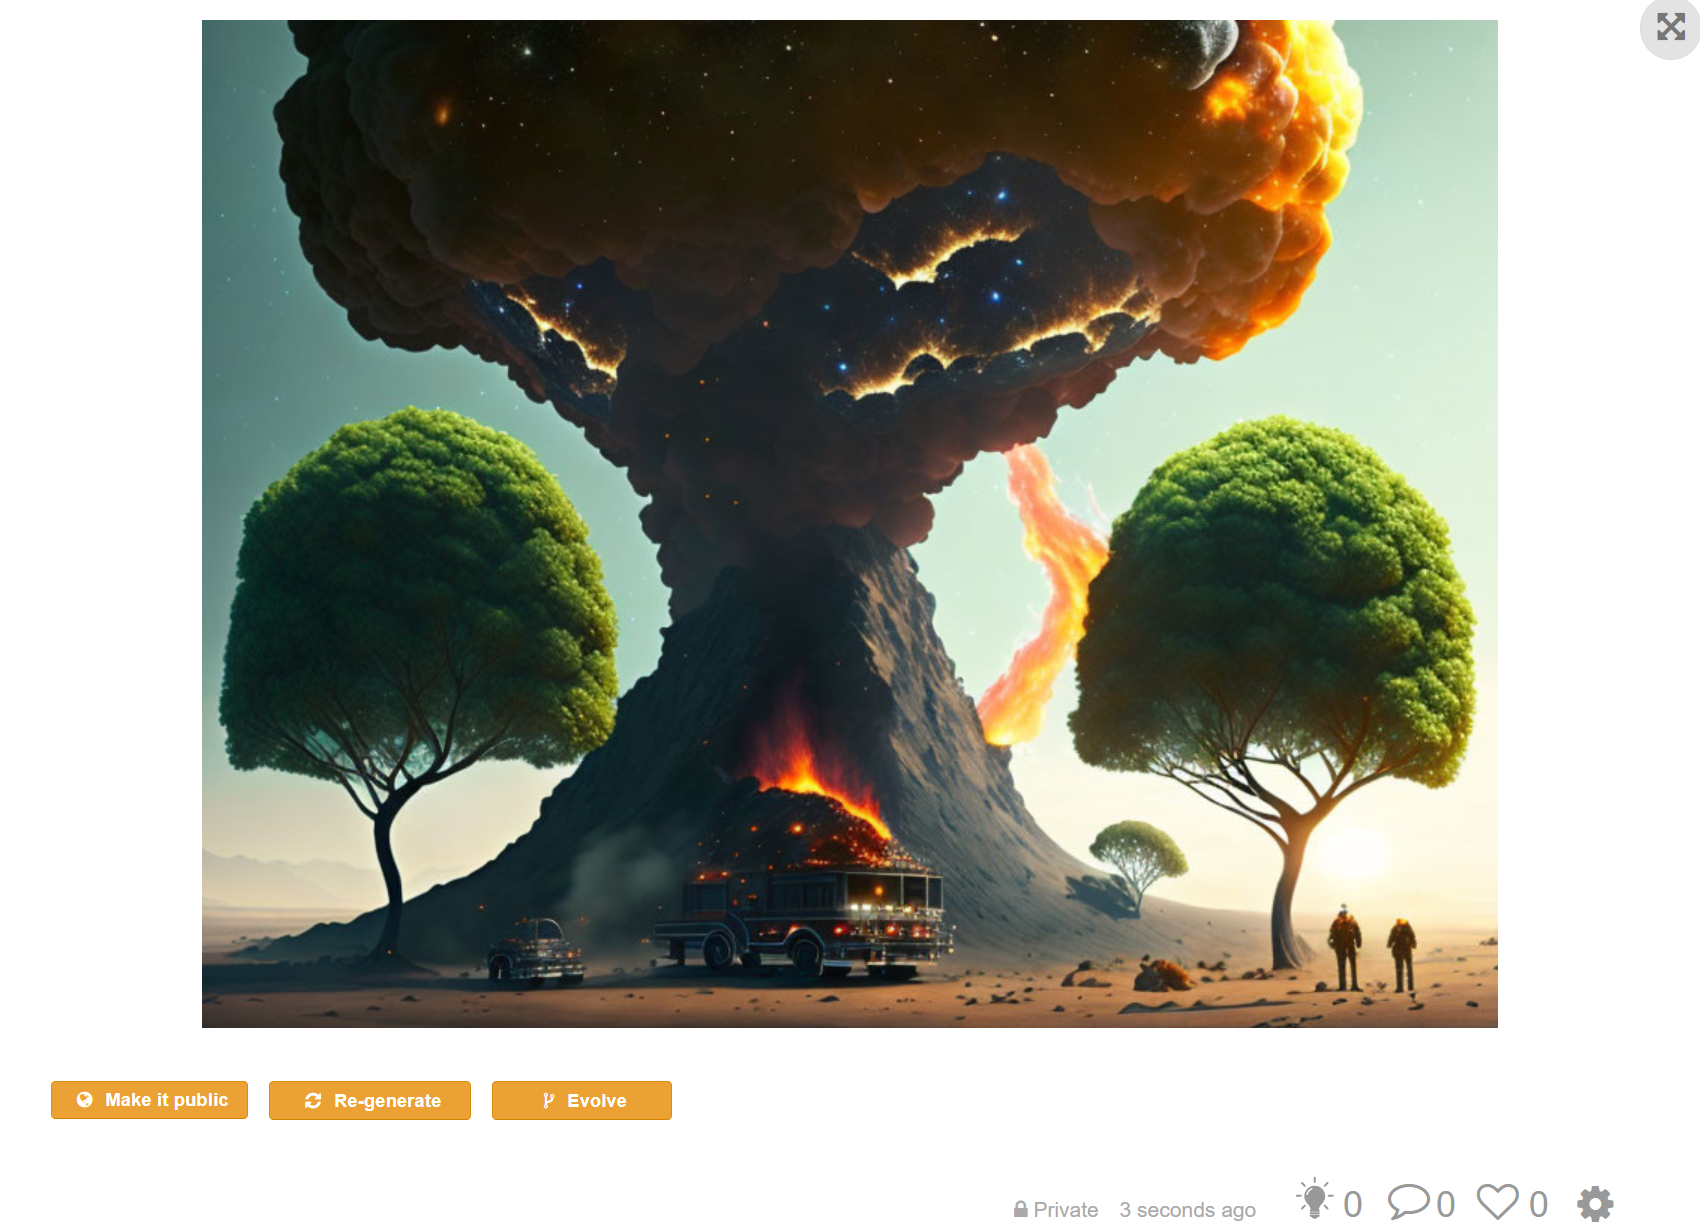 Make it public
Re-generate
Evolve
Private 3 seconds ago 0 0 0